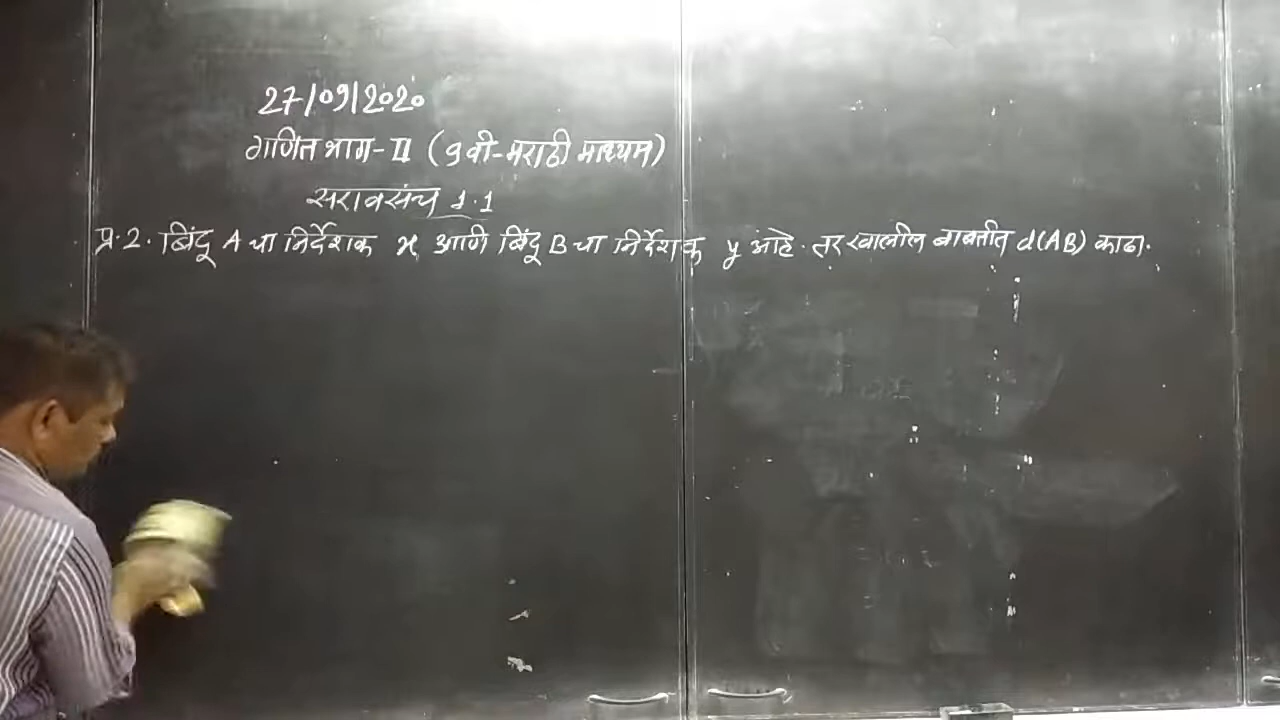 27/09/2020
गणित भाग-II (9वी-मराठी माध्यम)
सरावसंच 1.1
प्र.2. बिंदू A चा निर्देशक x आणि बिंदू B चा निर्देशक y आहे. तर खालील बाबतीत d(AB) काढा.